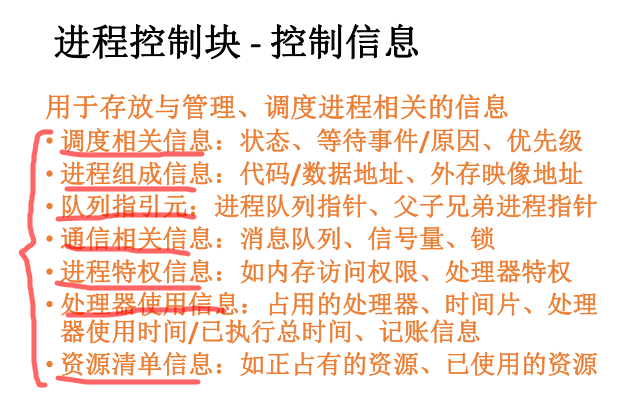 进程控制块 - 控制信息
用于存放与管理、调度进程相关的信息
• 调度相关信息：状态、等待事件/原因、优先级
• 进程组成信息：代码/数据地址、外存映像地址
• 队列指引元：进程队列指针、父子兄弟进程指针
• 通信相关信息：消息队列、信号量、锁
• 进程特权信息：如内存访问权限、处理器特权
• 处理器使用信息：占用的处理器、时间片、处理
器使用时间/已执行总时间、记账信息
• 资源清单信息：如正占有的资源、已使用的资源